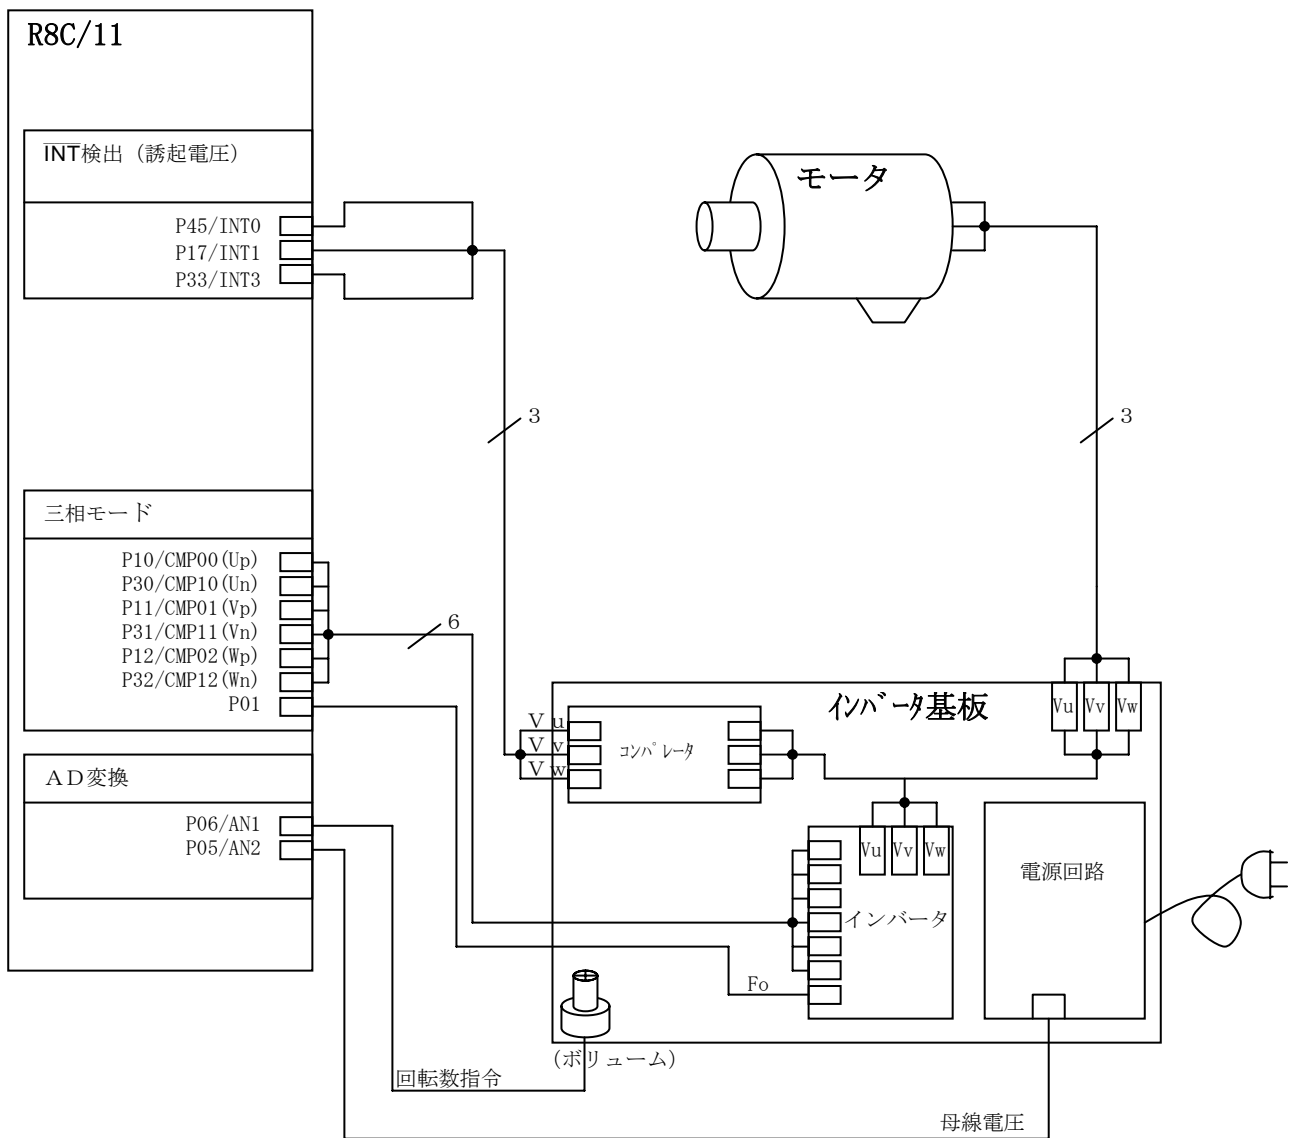 R8C/11
INT検出（誘起電圧）
P45/INT0
P17/INT1
P33/INT3
モータ
3
3
三相モード
P10/CMP00(Up)
P30/CMP10(Un)
P11/CMP01(Vp)
P31/CMP11(Vn)
P12/CMP02(Wp)
P32/CMP12(Wn)
P01
6
インバータ基板
Vu
Vv
Vw
Ｖｕ
Ｖｖ
Ｖｗ
コンパレータ
ＡＤ変換
P06/AN1
P05/AN2
Vu
Vv
Vw
インバータ
電源回路
Fo
(ボリューム)
回転数指令
母線電圧